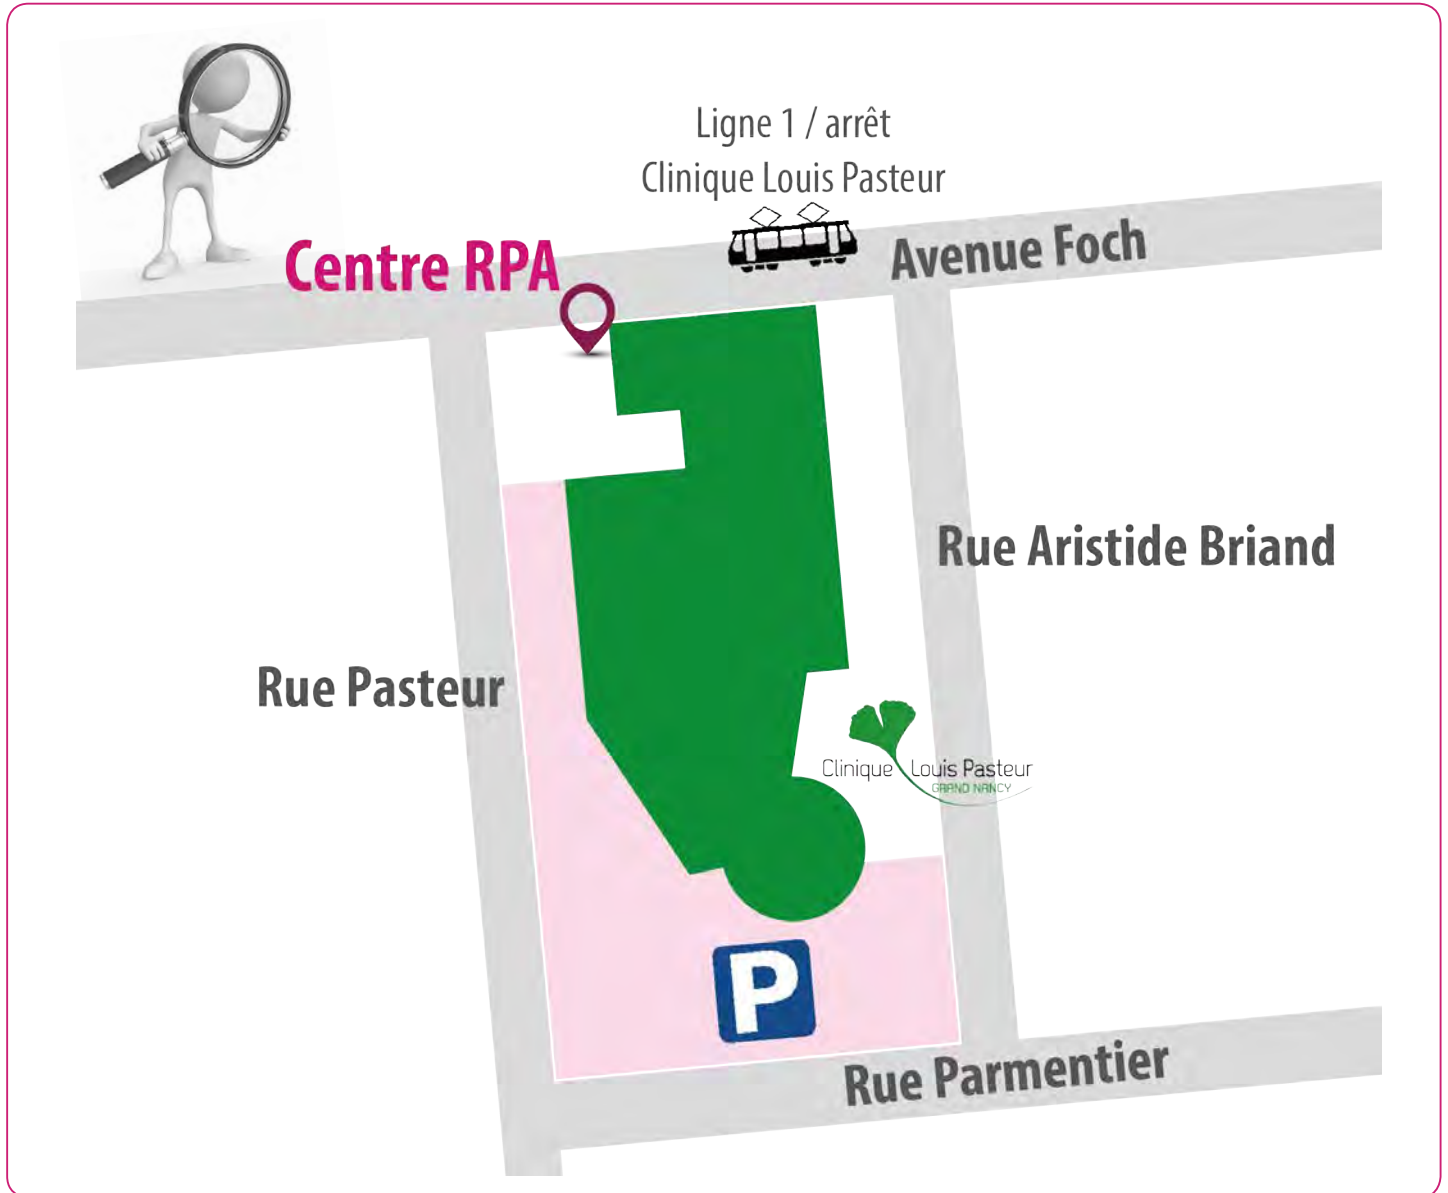 Ligne 1 / arrêt
Clinique Louis Pasteur
Centre RPA
Avenue Foch
Rue Aristide Briand
Rue Pasteur
Clinique Louis Pasteur
GRAND NANCY
P
Rue Parmentier